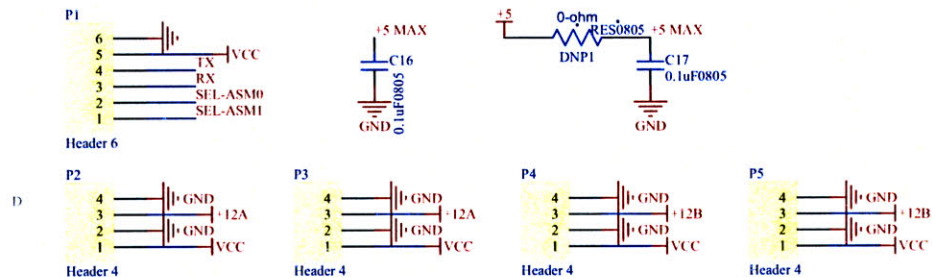 P1
6
5
4
3
2
1
VCC
TX
RX
SEL-ASM0
SEL-ASM1
Header 6
+5 MAX
C16
0.1uF0805
GND
+5
0-ohm
RES0805
DNP1
+5 MAX
C17
0.1uF0805
GND
D
P2
4
3
2
1
GND
+12A
GND
VCC
Header 4
P3
4
3
2
1
GND
+12A
GND
VCC
Header 4
P4
4
3
2
1
GND
+12B
GND
VCC
Header 4
P5
4
3
2
1
GND
+12B
GND
VCC
Header 4